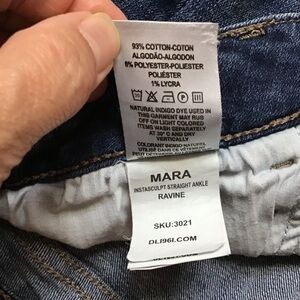 93% COTTON-COTON
ALGODÃO-ALGODON
6% POLYESTER-POLIESTER
POLIÉSTER
1% LYCRA
NATURAL INDIGO DYE USED IN
THIS GARMENT MAY RUB
OFF ON LIGHT COLORED
ITEMS WASH SEPARATELY
AT 30° C AND DRY
VERTICALLY
COLORANT INDIGO NATUREL
MARA
INSTASCULPT STRAIGHT ANKLE
RAVINE
SKU:3021
DL1961.COM